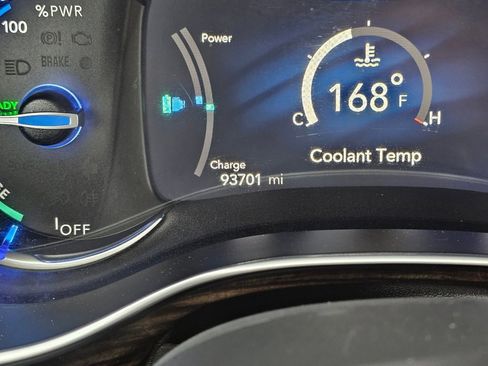 %PWR
100
BRAKE
Power
168° F
C H
Coolant Temp
Charge
93701 mi
OFF